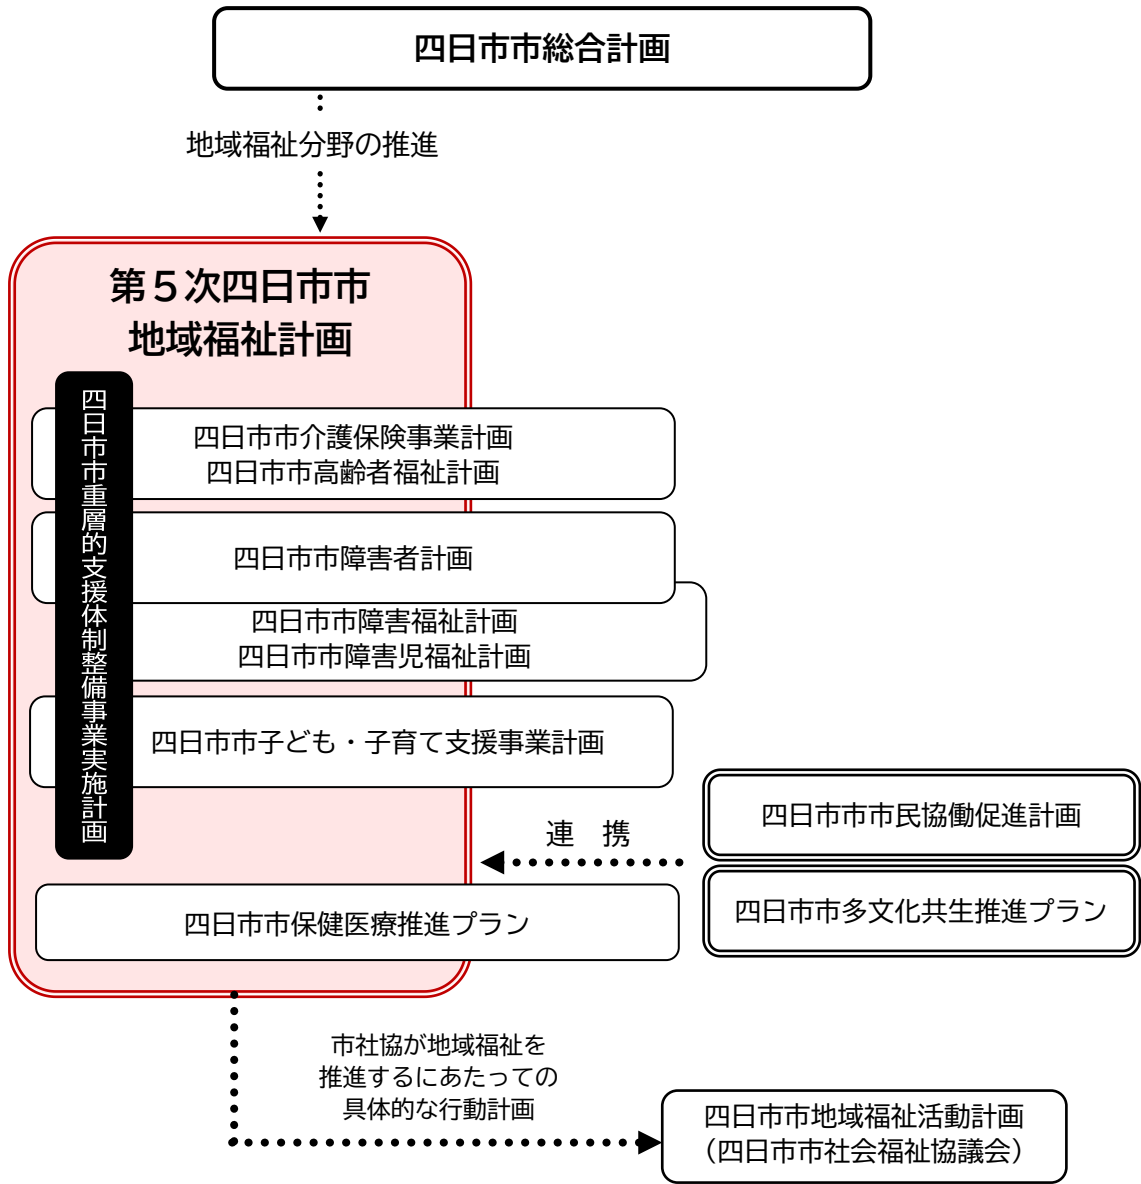 四日市市総合計画
地域福祉分野の推進
第５次四日市市
地域福祉計画
四日市市重層的支援体制整備事業実施計画
四日市市介護保険事業計画
四日市市高齢者福祉計画
四日市市障害者計画
四日市市障害福祉計画
四日市市障害児福祉計画
四日市市子ども・子育て支援事業計画
連　携
四日市市市民協働促進計画
四日市市多文化共生推進プラン
四日市市保健医療推進プラン
市社協が地域福祉を
推進するにあたっての
具体的な行動計画
四日市市地域福祉活動計画
（四日市市社会福祉協議会）